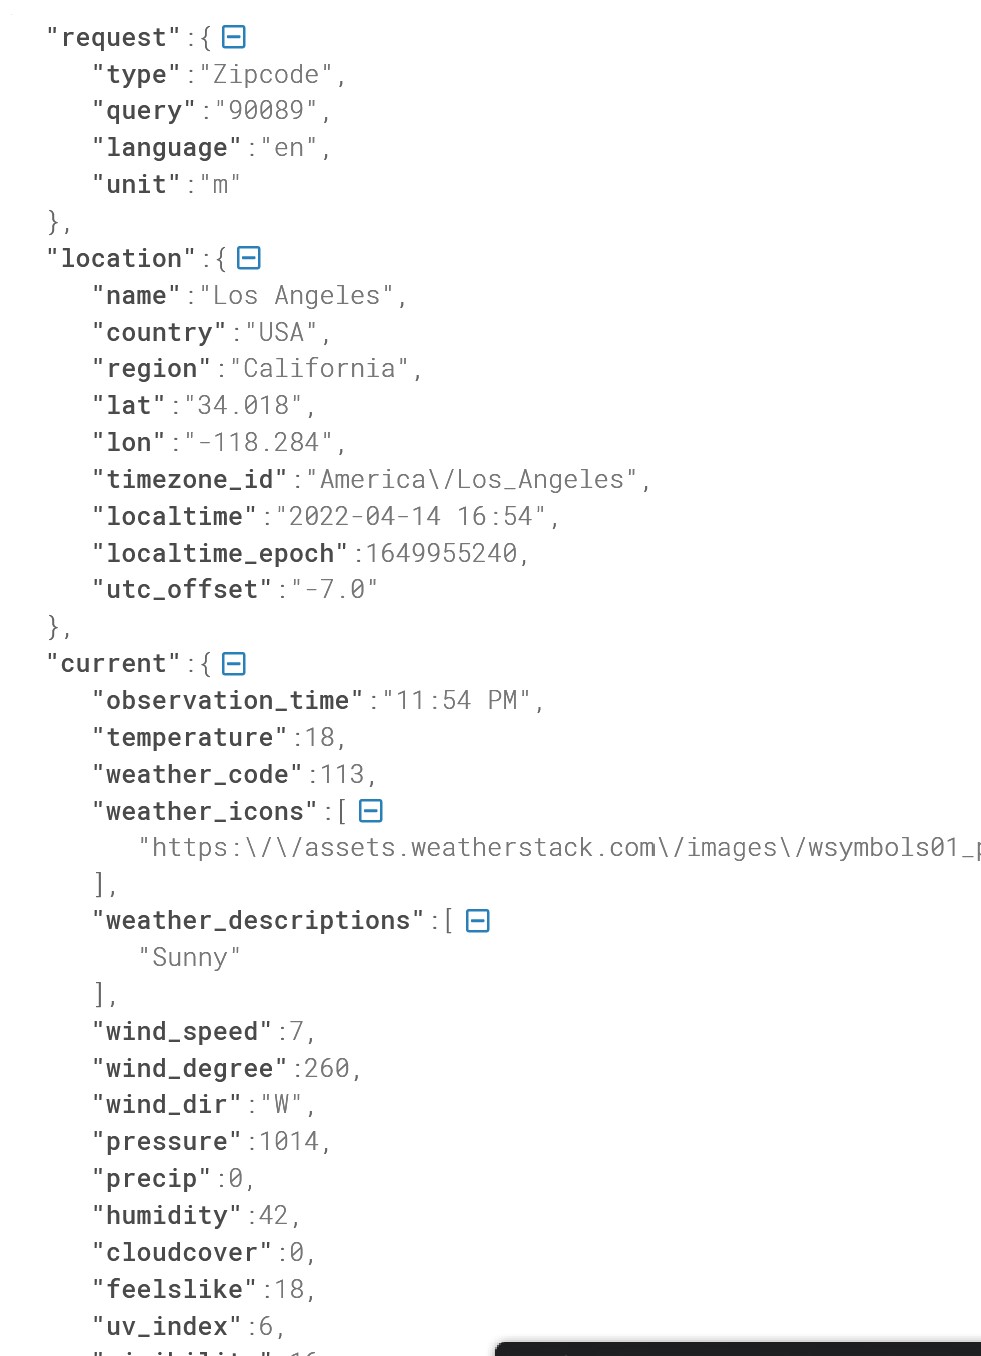 "request":{
"type":"Zipcode",
"query":"90089",
"language":"en",
"unit":"m"
},
"location":{
"name":"Los Angeles",
"country":"USA",
"region":"California",
"lat":"34.018",
"lon":"-118.284",
"timezone_id":"America\/Los_Angeles",
"localtime":"2022-04-14 16:54",
"localtime_epoch":1649955240,
"utc_offset":"-7.0"
},
"current":{
"observation_time":"11:54 PM",
"temperature":18,
"weather_code":113,
"weather_icons":[
"https:\/\/assets.weatherstack.com\/images\/wsymbols01_p
],
"weather_descriptions":[
"Sunny"
],
"wind_speed":7,
"wind_degree":260,
"wind_dir":"W",
"pressure":1014,
"precip":0,
"humidity":42,
"cloudcover":0,
"feelslike":18,
"uv_index":6,